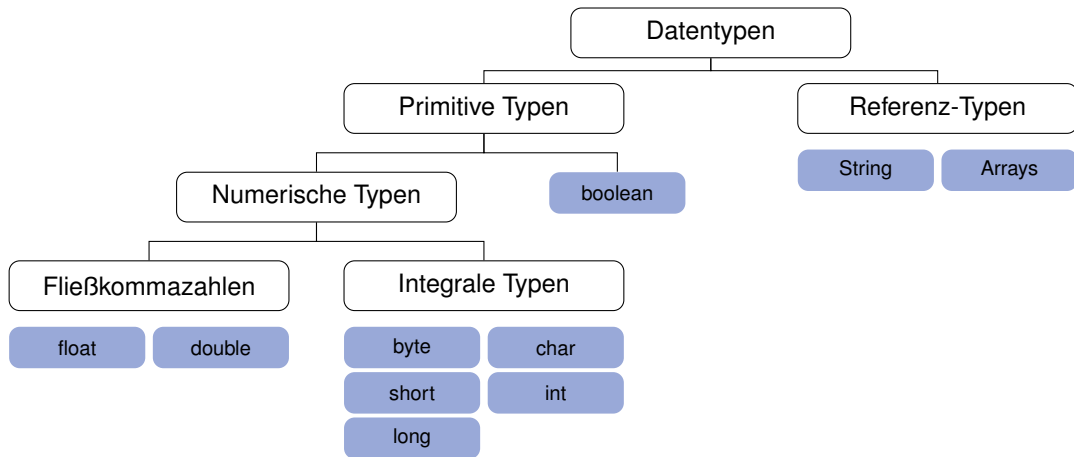 Datentypen
Primitive Typen
Referenz-Typen
String
Arrays
Numerische Typen
boolean
Fließkommazahlen
Integrale Typen
float
double
byte
char
short
int
long